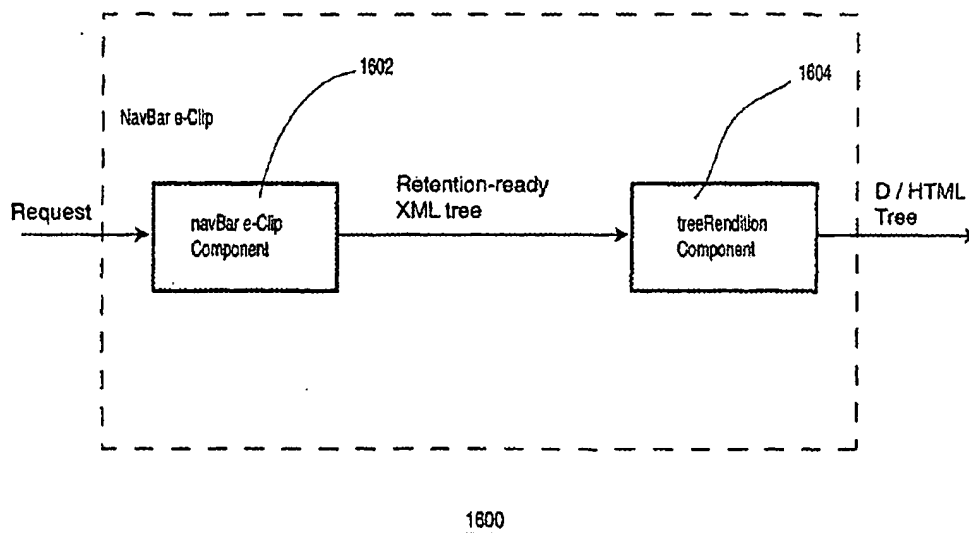 1602
1604
NavBar e-Clip
Request
navBar e-Clip
Component
Retention-ready
XML tree
treeRendition
Component
D / HTML
Tree
1600